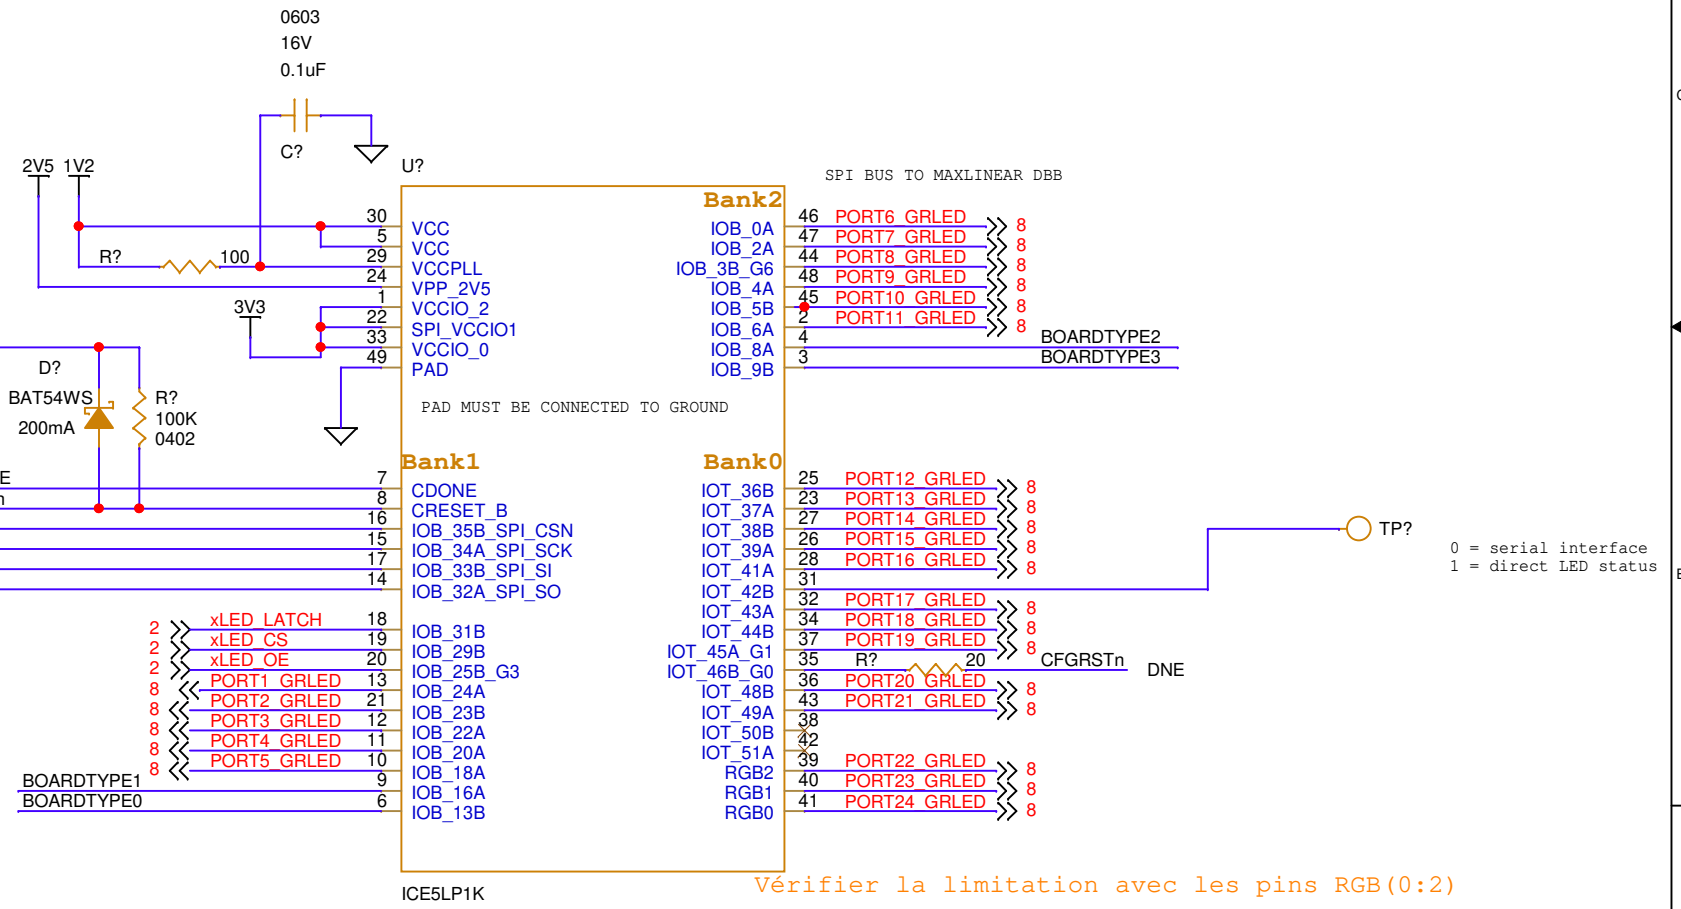 0603
16V
0.1uF
C?
2V5 1V2
U?
SPI BUS TO MAXLINEAR DBB
Bank2
30 VCC
5 VCC
R? 100
29 VCCPLL
24 VPP_2V5
3V3
1 VCCIO_2
22 SPI_VCCIO1
33 VCCIO_0
49 PAD
IOB_0A 46 PORT6_GRLED 8
IOB_2A 47 PORT7_GRLED 8
IOB_3B_G6 44 PORT8_GRLED 8
IOB_4A 48 PORT9_GRLED 8
IOB_5B 45 PORT10_GRLED 8
IOB_6A 2 PORT11_GRLED 8
IOB_8A 4 BOARDTYPE2
IOB_9B 3 BOARDTYPE3
D?
BAT54WS
200mA
R?
100K
0402
PAD MUST BE CONNECTED TO GROUND
Bank1
E
7 CDONE
8 CRESET_B
16 IOB_35B_SPI_CSN
15 IOB_34A_SPI_SCK
17 IOB_33B_SPI_SI
14 IOB_32A_SPI_SO
2 xLED_LATCH 18 IOB_31B
2 xLED_CS 19 IOB_29B
2 xLED_OE 20 IOB_25B_G3
8 PORT1_GRLED 13 IOB_24A
8 PORT2_GRLED 21 IOB_23B
8 PORT3_GRLED 12 IOB_22A
8 PORT4_GRLED 11 IOB_20A
8 PORT5_GRLED 10 IOB_18A
BOARDTYPE1 9 IOB_16A
BOARDTYPE0 6 IOB_13B
Bank0
IOT_36B 25 PORT12_GRLED 8
IOT_37A 23 PORT13_GRLED 8
IOT_38B 27 PORT14_GRLED 8
IOT_39A 26 PORT15_GRLED 8
IOT_41A 28 PORT16_GRLED 8
IOT_42B 31
TP?
0 = serial interface
1 = direct LED status
IOT_43A 32 PORT17_GRLED 8
IOT_44B 34 PORT18_GRLED 8
IOT_45A_G1 37 PORT19_GRLED 8
IOT_46B_G0 35 R? 20 CFGRSTn DNE
IOT_48B 36 PORT20_GRLED 8
IOT_49A 43 PORT21_GRLED 8
IOT_50B 38
IOT_51A 42
RGB2 39 PORT22_GRLED 8
RGB1 40 PORT23_GRLED 8
RGB0 41 PORT24_GRLED 8
ICE5LP1K
Vérifier la limitation avec les pins RGB(0:2)